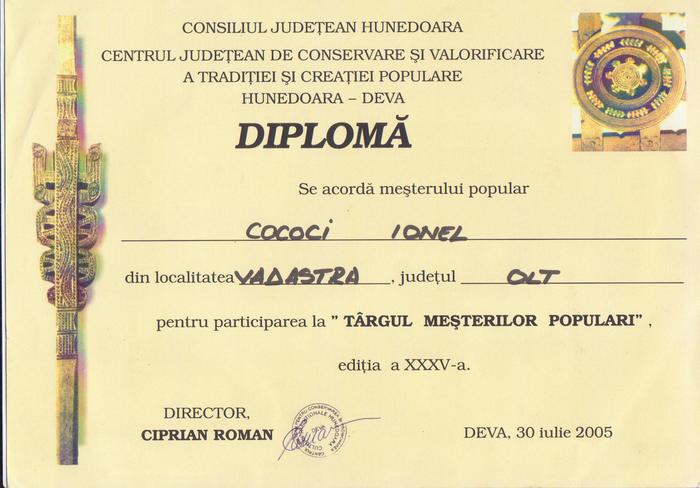 CONSILIUL JUDEȚEAN HUNEDOARA
CENTRUL JUDEȚEAN DE CONSERVARE ȘI VALORIFICARE
A TRADIȚIEI ȘI CREAȚIEI POPULARE
HUNEDOARA – DEVA
DIPLOMĂ
Se acordă meșterului popular
COCOCI IONEL
din localitatea VADASTRA, județul OLT
pentru participarea la ” TÂRGUL MEȘTERILOR POPULARI” ,
ediția a XXXV-a.
DIRECTOR,
CIPRIAN ROMAN
DEVA, 30 iulie 2005